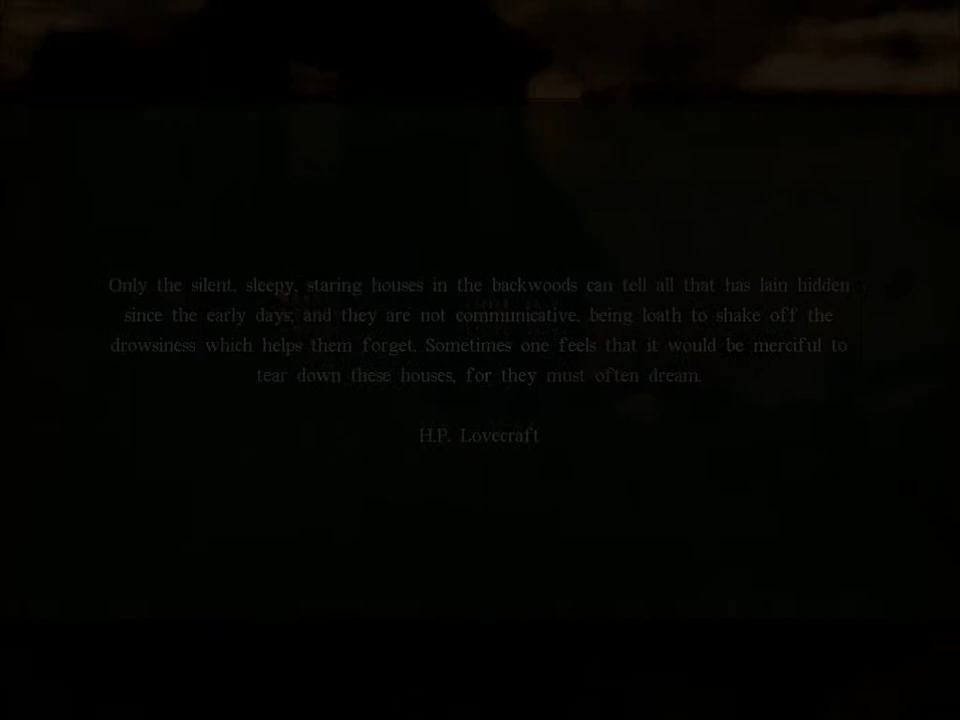 Only the silent, sleepy, staring houses in the backwoods can tell all that has lain hidden
since the early days; and they are not communicative, being loath to shake off the
drowsiness which helps them forget. Sometimes one feels that it would be merciful to
tear down these houses, for they must often dream.
H.P. Lovecraft